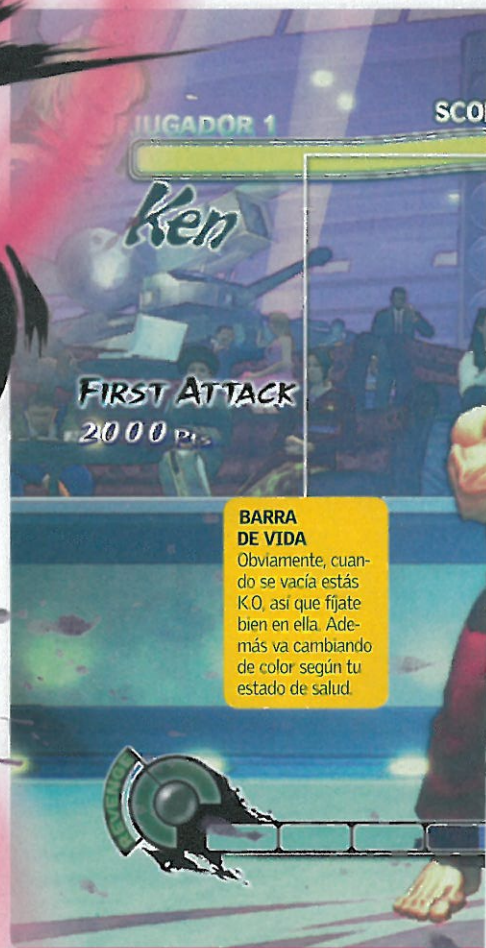 JUGADOR 1
SCO
Ken
FIRST ATTACK
2000 PTS
BARRA
DE VIDA
Obviamente, cuan-
do se vacía estás
K.O, así que fíjate
bien en ella. Ade-
más va cambiando
de color según tu
estado de salud.
REVENGE